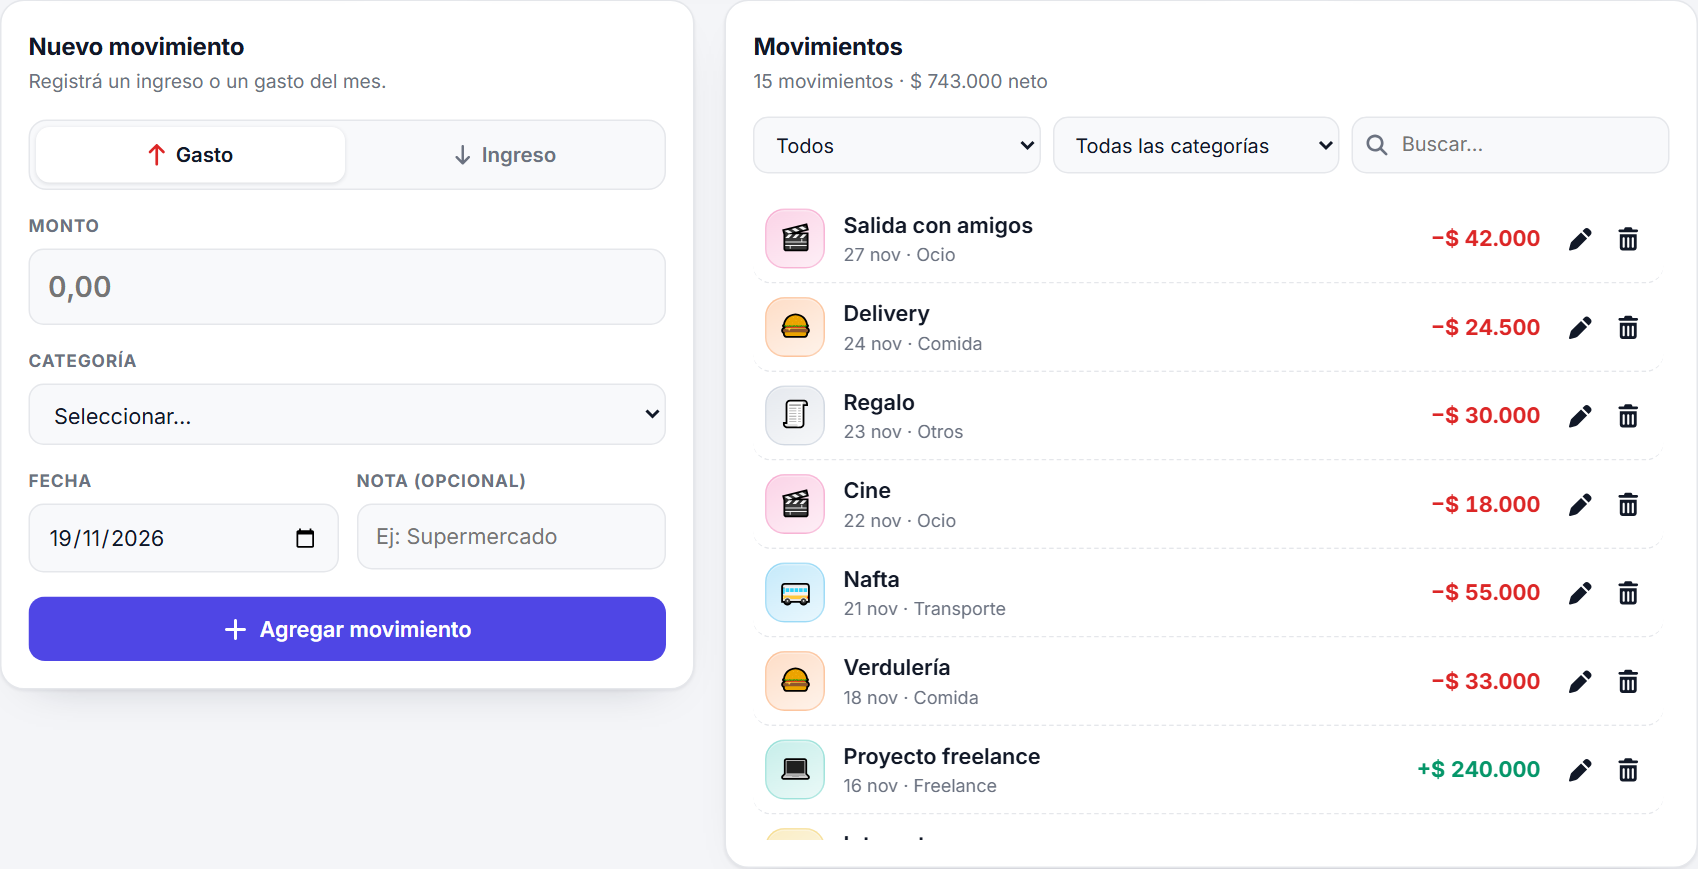 Nuevo movimiento
Registrá un ingreso o un gasto del mes.
Gasto
Ingreso
MONTO
0,00
CATEGORÍA
Seleccionar...
FECHA
NOTA (OPCIONAL)
19/11/2026
Ej: Supermercado
Agregar movimiento
Movimientos
15 movimientos · $ 743.000 neto
Todos
Todas las categorías
Buscar...
Salida con amigos
27 nov · Ocio
−$ 42.000
Delivery
24 nov · Comida
−$ 24.500
Regalo
23 nov · Otros
−$ 30.000
Cine
22 nov · Ocio
−$ 18.000
Nafta
21 nov · Transporte
−$ 55.000
Verdulería
18 nov · Comida
−$ 33.000
Proyecto freelance
16 nov · Freelance
+$ 240.000